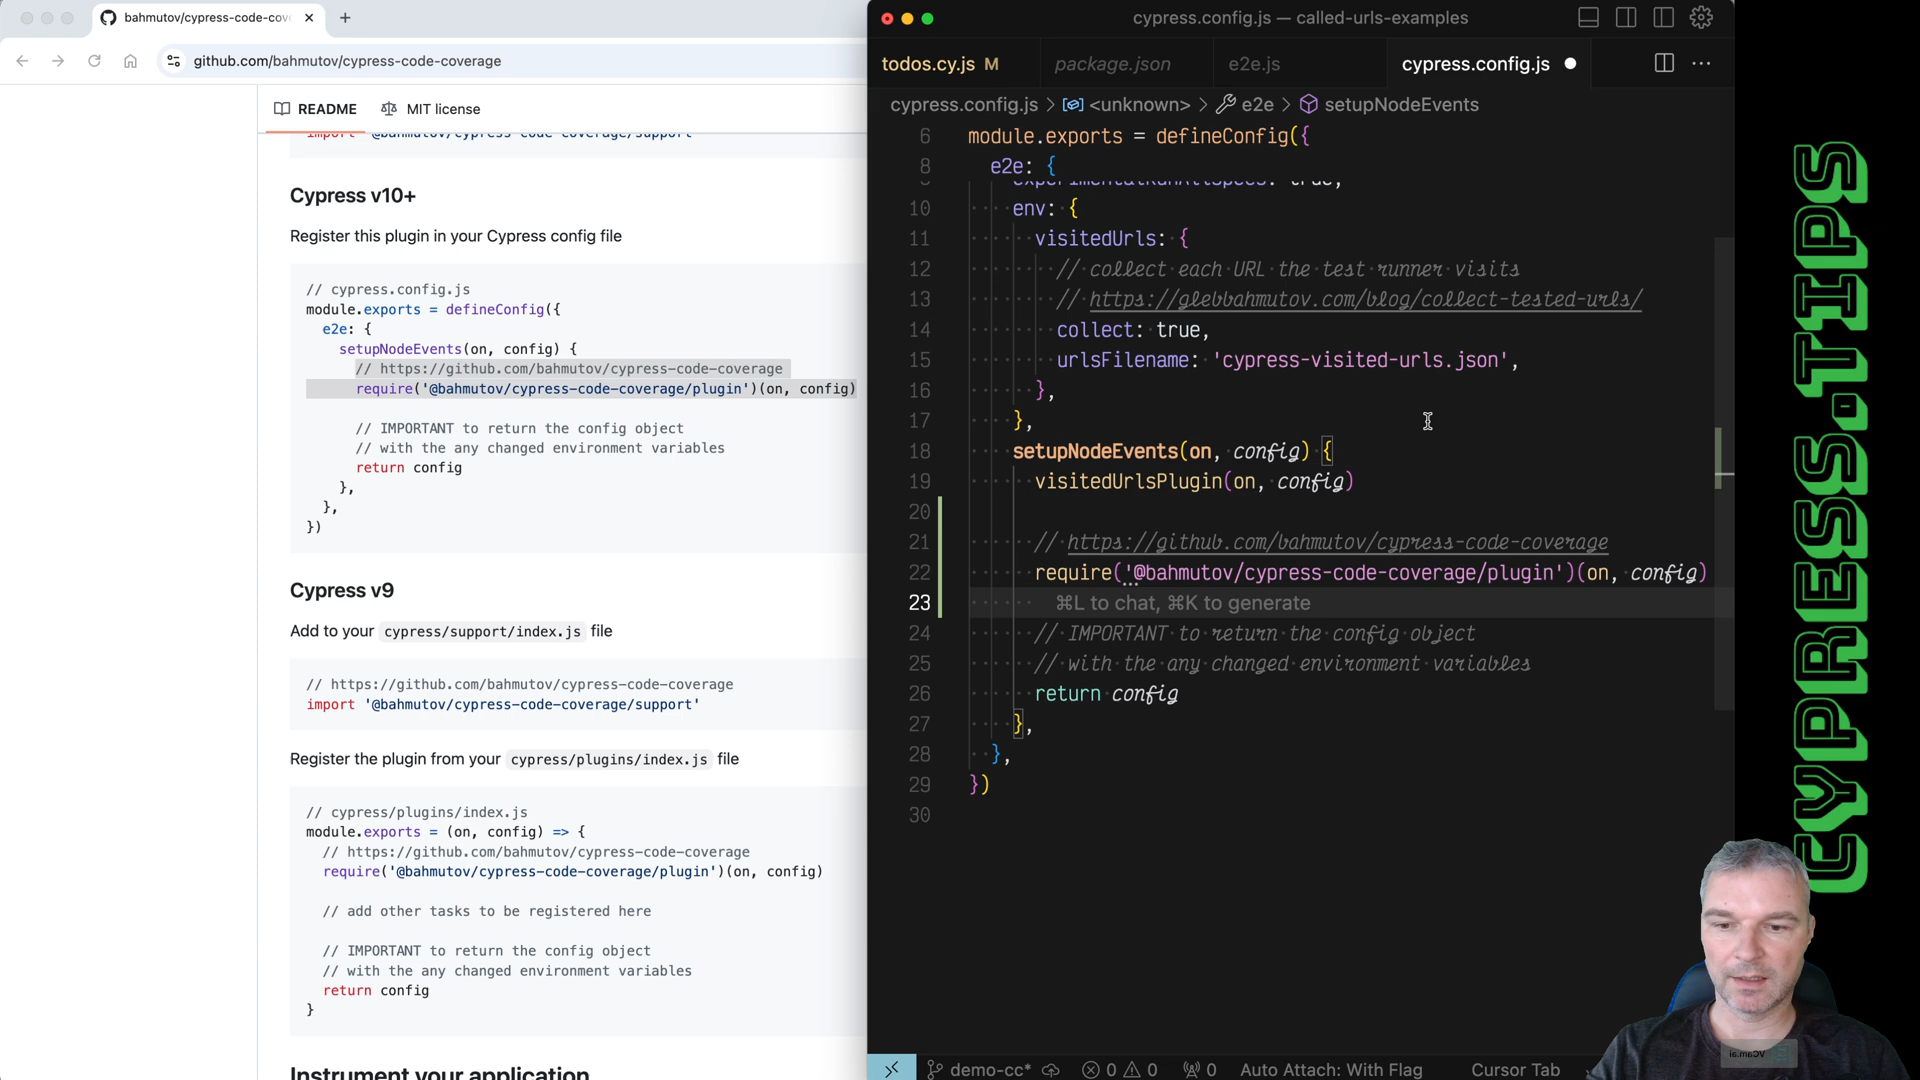 bahmutov/cypress-code-cov
github.com/bahmutov/cypress-code-coverage
README
MIT license
import '@bahmutov/cypress-code-coverage/support'
Cypress v10+
Register this plugin in your Cypress config file
// cypress.config.js
module.exports = defineConfig({
e2e: {
setupNodeEvents(on, config) {
// https://github.com/bahmutov/cypress-code-coverage
require('@bahmutov/cypress-code-coverage/plugin')(on, config)
// IMPORTANT to return the config object
// with the any changed environment variables
return config
},
},
})
Cypress v9
Add to your cypress/support/index.js file
// https://github.com/bahmutov/cypress-code-coverage
import '@bahmutov/cypress-code-coverage/support'
Register the plugin from your cypress/plugins/index.js file
// cypress/plugins/index.js
module.exports = (on, config) => {
// https://github.com/bahmutov/cypress-code-coverage
require('@bahmutov/cypress-code-coverage/plugin')(on, config)
// add other tasks to be registered here
// IMPORTANT to return the config object
// with the any changed environment variables
return config
}
Instrument your application
cypress.config.js — called-urls-examples
todos.cy.js M
package.json
e2e.js
cypress.config.js
cypress.config.js > <unknown> > e2e > setupNodeEvents
6 module.exports = defineConfig({
8 e2e: {
9 experimentalRunAllSpecs: true,
10 env: {
11 visitedUrls: {
12 // collect each URL the test runner visits
13 // https://glebbahmutov.com/blog/collect-tested-urls/
14 collect: true,
15 urlsFilename: 'cypress-visited-urls.json',
16 },
17 },
18 setupNodeEvents(on, config) {
19 visitedUrlsPlugin(on, config)
20
21 // https://github.com/bahmutov/cypress-code-coverage
22 require('@bahmutov/cypress-code-coverage/plugin')(on, config)
23 ⌘L to chat, ⌘K to generate
24 // IMPORTANT to return the config object
25 // with the any changed environment variables
26 return config
27 },
28 },
29 })
30
demo-cc* 0 0 0 Auto Attach: With Flag Cursor Tab
CYPRESS.TIPS
VCam.ai